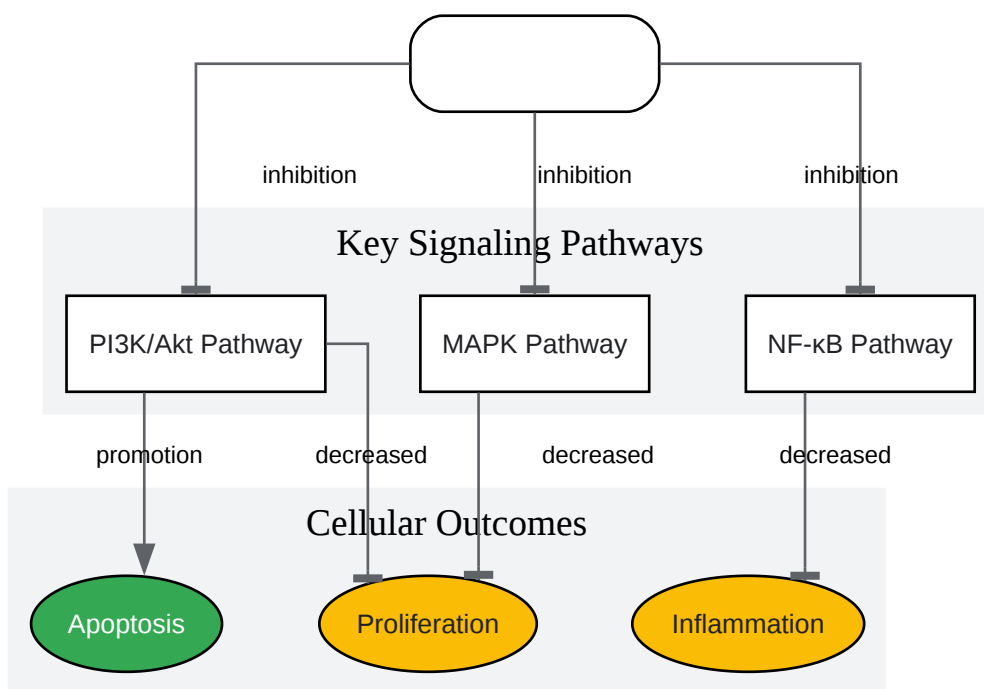 inhibition
inhibition
inhibition
Key Signaling Pathways
PI3K/Akt Pathway
MAPK Pathway
NF-κB Pathway
promotion
decreased
decreased
decreased
Cellular Outcomes
Apoptosis
Proliferation
Inflammation